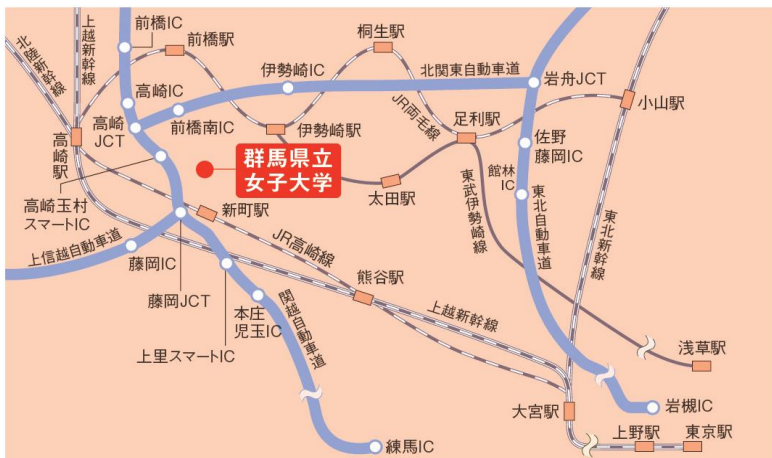 前橋IC
前橋駅
桐生駅
北陸新幹線
上越新幹線
伊勢崎IC
北関東自動車道
岩舟JCT
高崎IC
JR両毛線
足利駅
小山駅
高崎JCT
前橋南IC
伊勢崎駅
佐野藤岡IC
高崎駅
群馬県立
女子大学
館林IC
太田駅
高崎玉村
スマートIC
新町駅
東武伊勢崎線
東北自動車道
東北新幹線
上信越自動車道
JR高崎線
藤岡IC
熊谷駅
藤岡JCT
上越新幹線
本庄
児玉IC
関越自動車道
上里スマートIC
浅草駅
大宮駅
岩槻IC
練馬IC
上野駅
東京駅